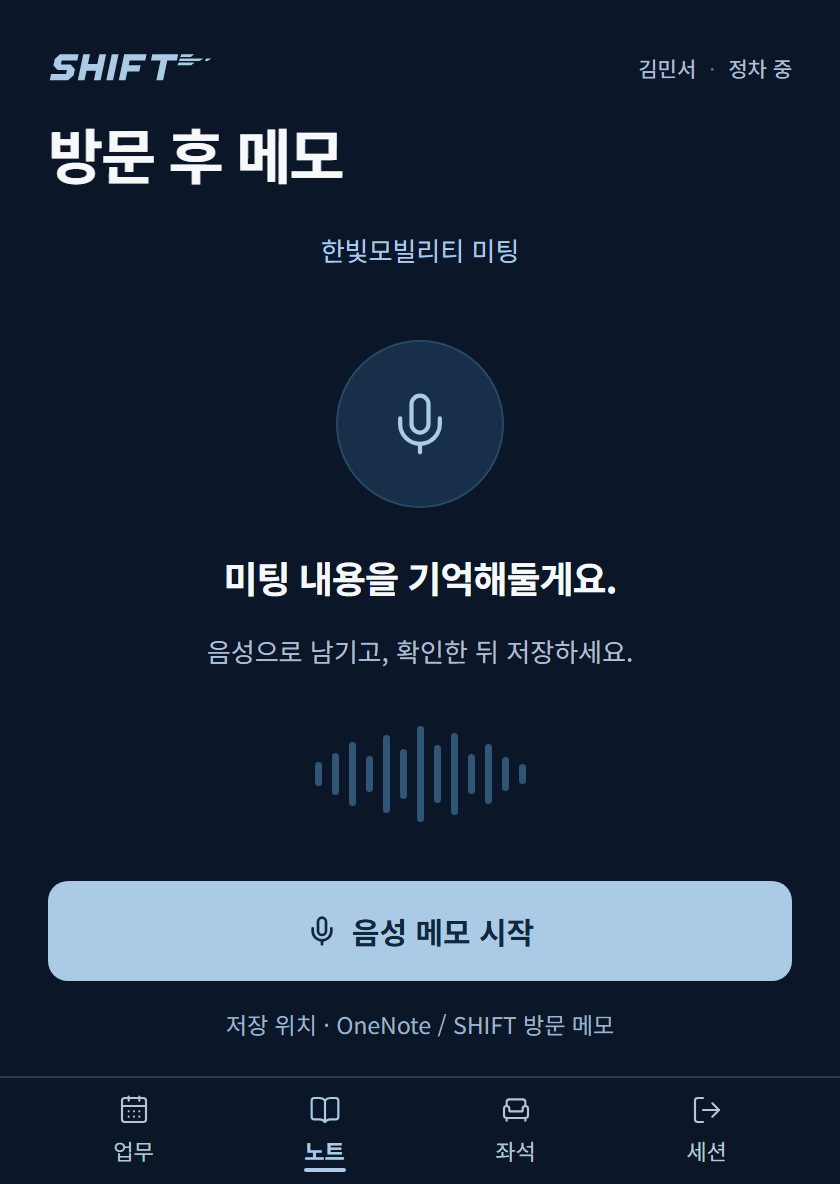 SHIFT
김민서 · 정차 중
방문 후 메모
한빛모빌리티 미팅
미팅 내용을 기억해둘게요.
음성으로 남기고, 확인한 뒤 저장하세요.
음성 메모 시작
저장 위치 · OneNote / SHIFT 방문 메모
업무
노트
좌석
세션